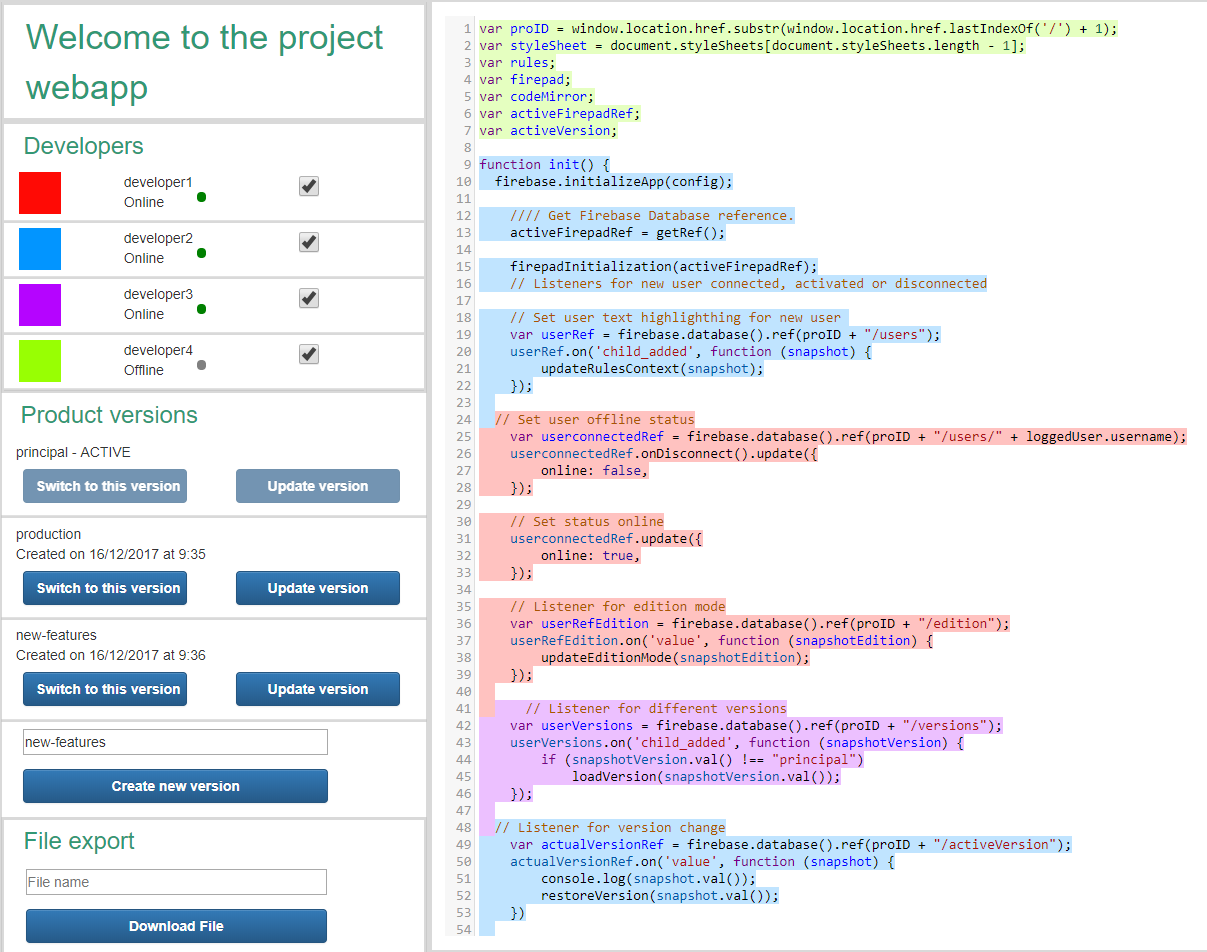 Welcome to the project
webapp
Developers
developer1
Online
developer2
Online
developer3
Online
developer4
Offline
Product versions
principal - ACTIVE
Switch to this version
Update version
production
Created on 16/12/2017 at 9:35
Switch to this version
Update version
new-features
Created on 16/12/2017 at 9:36
Switch to this version
Update version
new-features
Create new version
File export
File name
Download File
1 var proID = window.location.href.substr(window.location.href.lastIndexOf('/') + 1);
2 var styleSheet = document.styleSheets[document.styleSheets.length - 1];
3 var rules;
4 var firepad;
5 var codeMirror;
6 var activeFirepadRef;
7 var activeVersion;
8
9 function init() {
10   firebase.initializeApp(config);
11
12     //// Get Firebase Database reference.
13     activeFirepadRef = getRef();
14
15     firepadInitialization(activeFirepadRef);
16     // Listeners for new user connected, activated or disconnected
17
18     // Set user text highlighthing for new user
19     var userRef = firebase.database().ref(proID + "/users");
20     userRef.on('child_added', function (snapshot) {
21         updateRulesContext(snapshot);
22     });
23
24   // Set user offline status
25     var userconnectedRef = firebase.database().ref(proID + "/users/" + loggedUser.username);
26     userconnectedRef.onDisconnect().update({
27         online: false,
28     });
29
30     // Set status online
31     userconnectedRef.update({
32         online: true,
33     });
34
35     // Listener for edition mode
36     var userRefEdition = firebase.database().ref(proID + "/edition");
37     userRefEdition.on('value', function (snapshotEdition) {
38         updateEditionMode(snapshotEdition);
39     });
40
41       // Listener for different versions
42     var userVersions = firebase.database().ref(proID + "/versions");
43     userVersions.on('child_added', function (snapshotVersion) {
44         if (snapshotVersion.val() !== "principal")
45             loadVersion(snapshotVersion.val());
46     });
47
48   // Listener for version change
49     var actualVersionRef = firebase.database().ref(proID + "/activeVersion");
50     actualVersionRef.on('value', function (snapshot) {
51         console.log(snapshot.val());
52         restoreVersion(snapshot.val());
53     })
54